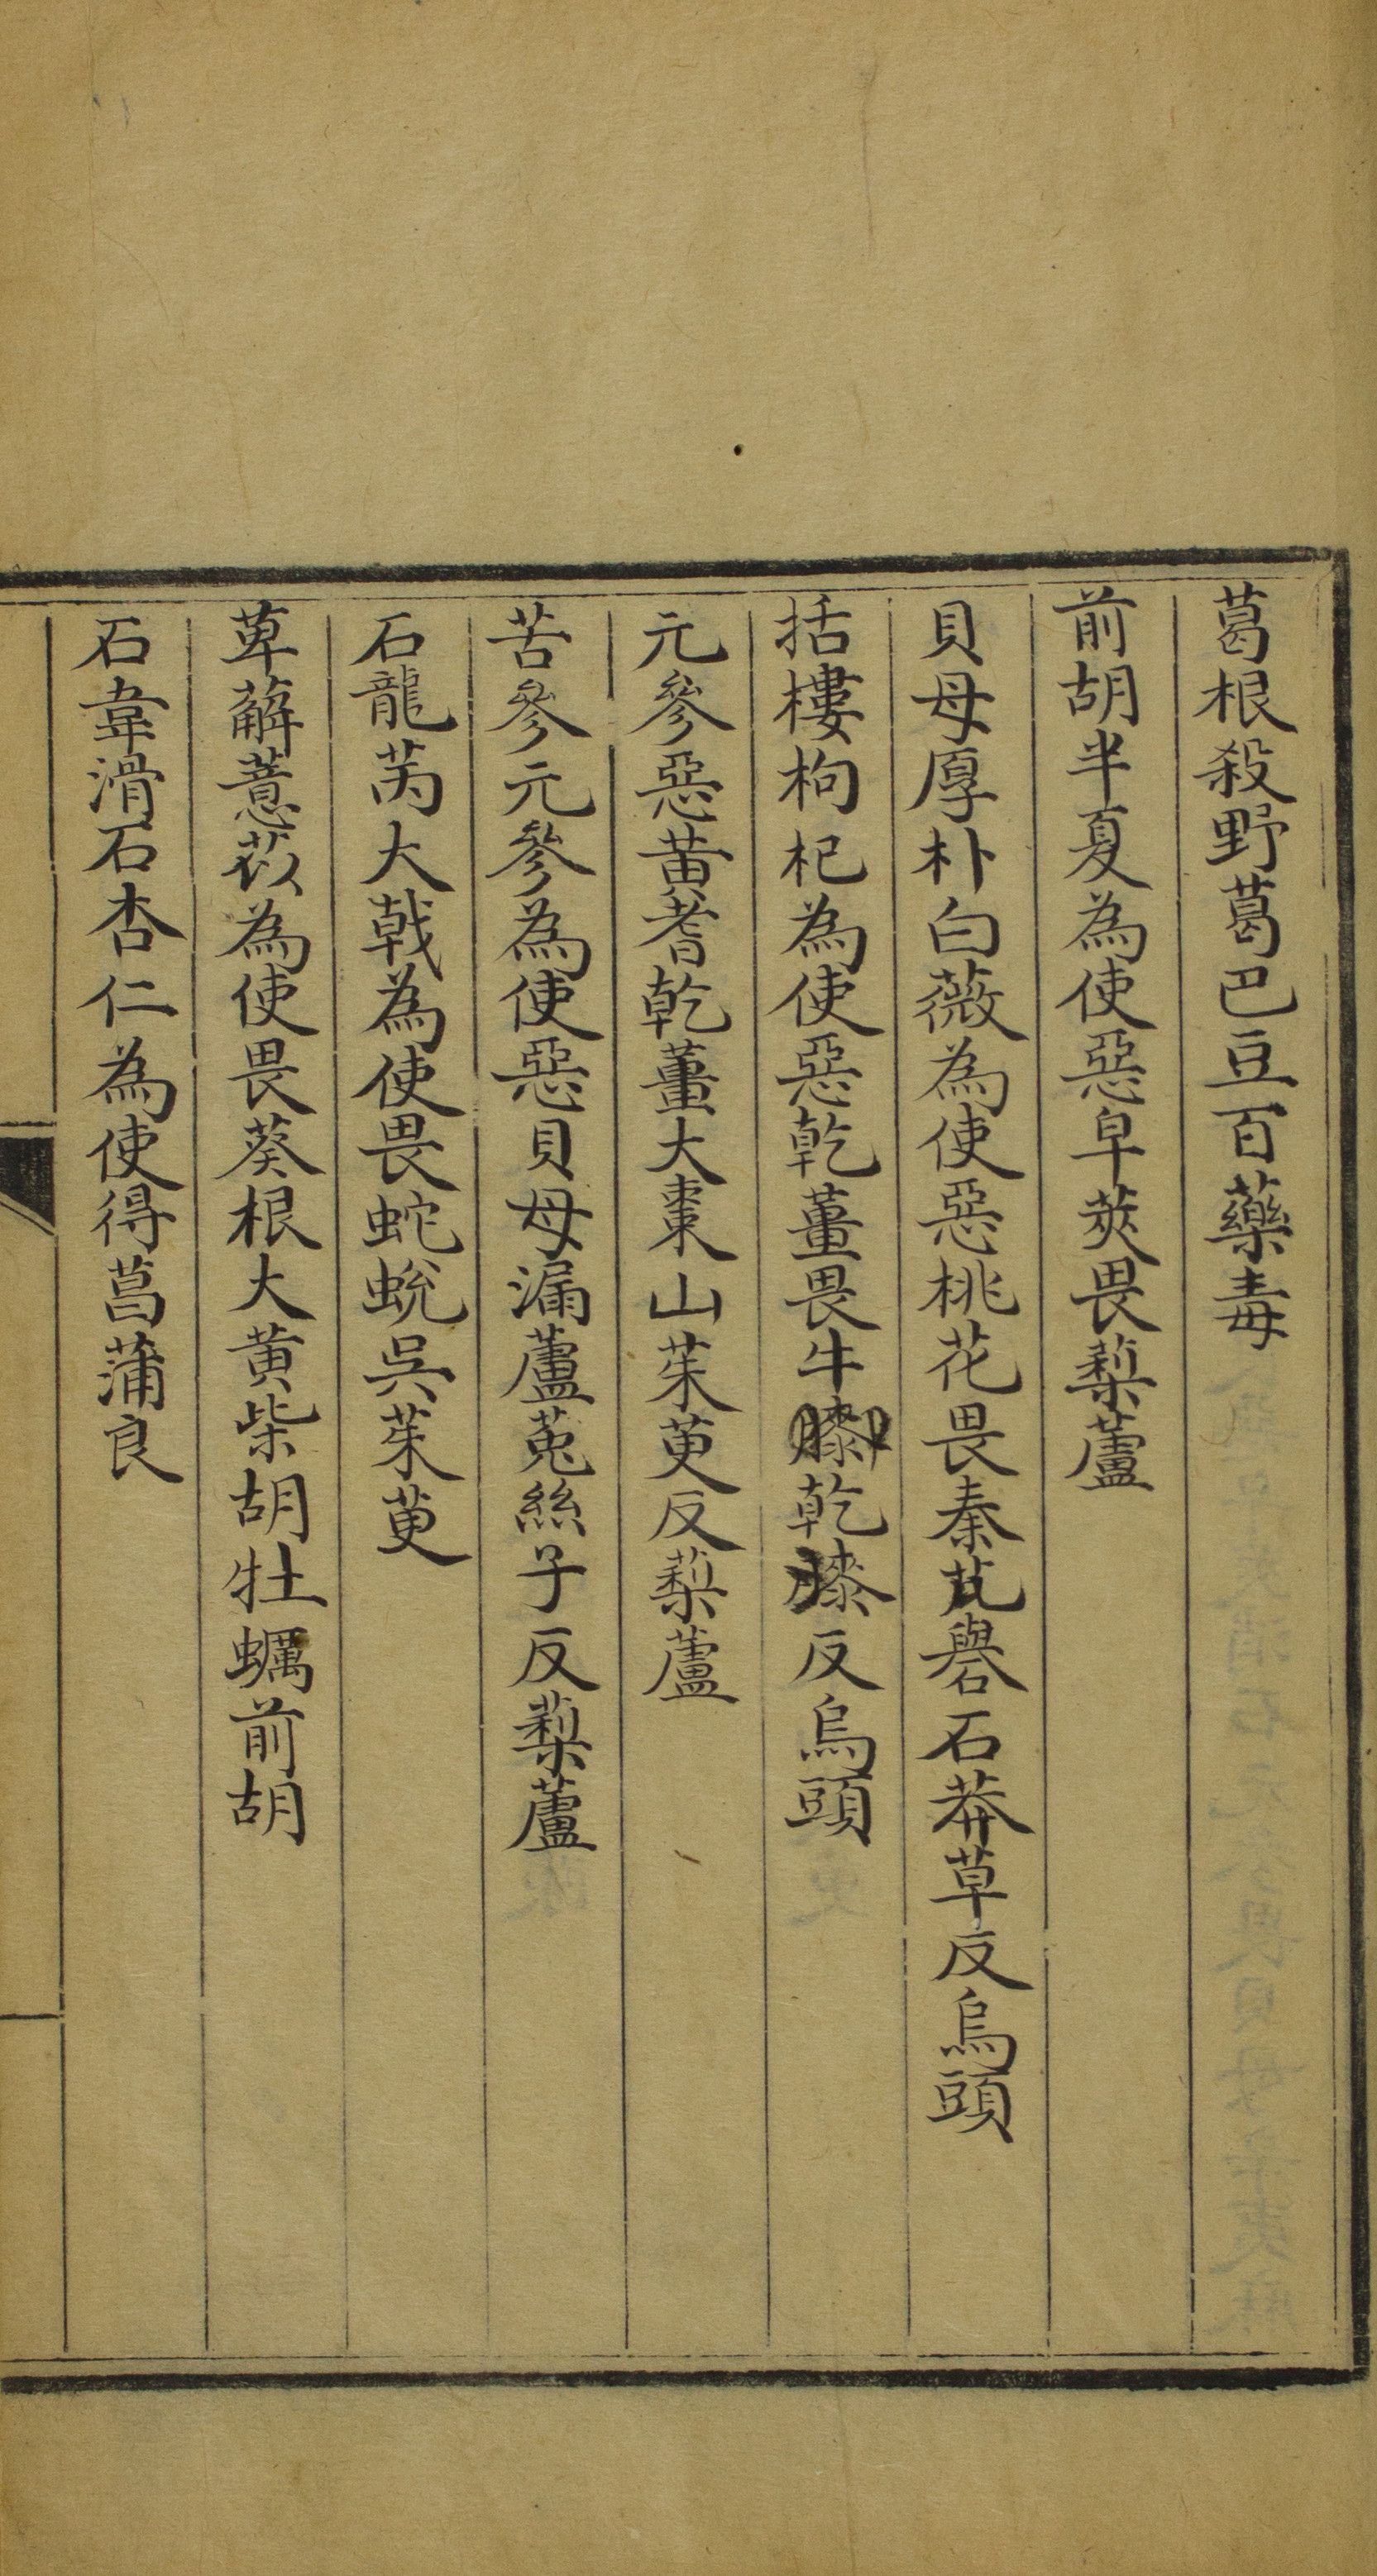 葛根殺野葛巴豆百藥毒
前胡半夏為使惡皁莢畏藜蘆
貝母厚朴白薇為使惡桃花畏秦艽礜石莽草反烏頭
括樓枸杞為使惡乾薑畏牛膝乾膝反烏頭
元參惡黄耆乾薑大棗山茱萸反藜蘆
苦參元參為使惡貝母漏蘆菟絲子反藜蘆
石龍芮大戟為使畏蛇蛻呉茱萸
萆薢薏苡為使畏葵根大黄柴胡牡蠣前胡
石韋滑石杏仁為使得菖蒲良